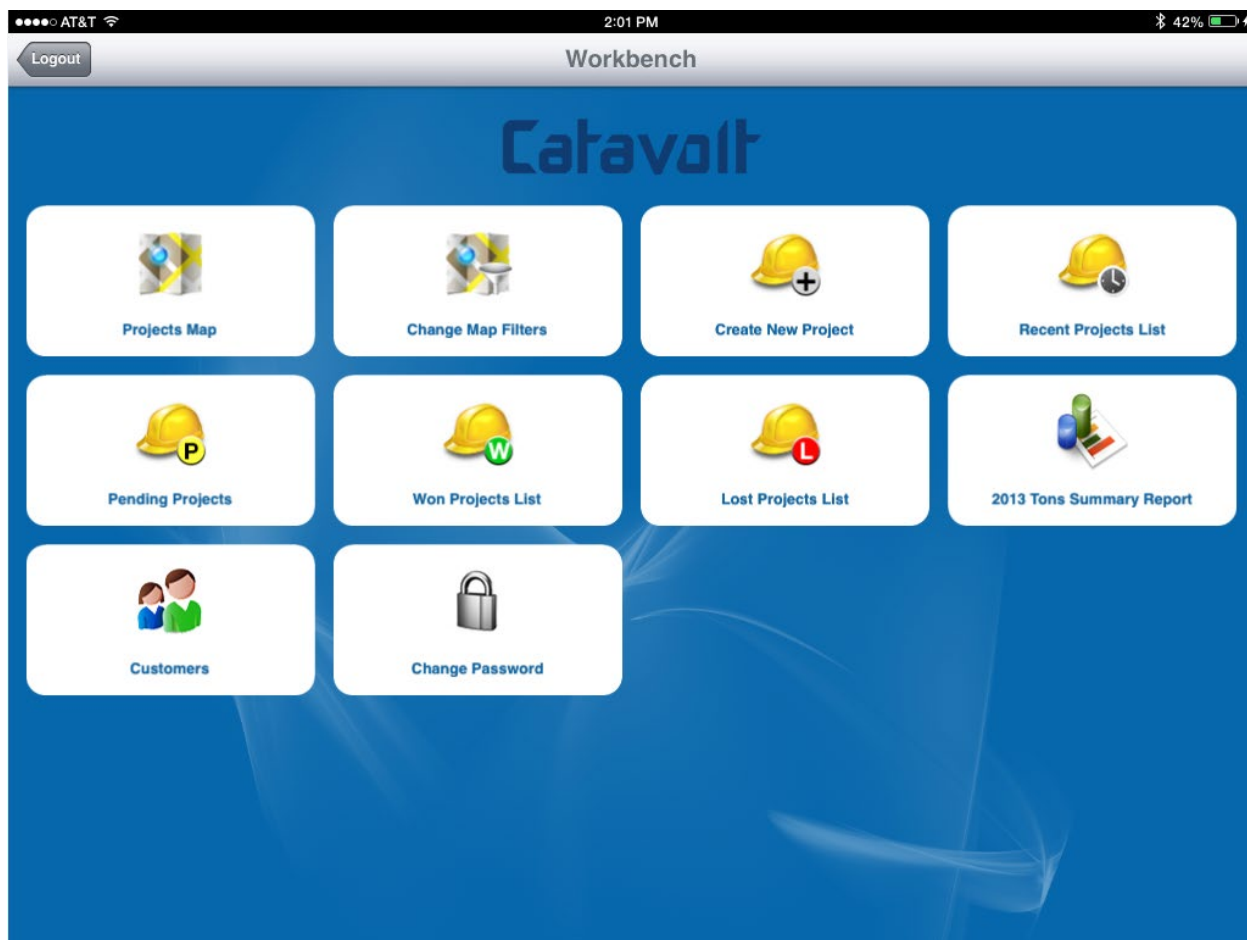 AT&T 2:01 PM 42%
Logout Workbench
Catavolt
Projects Map Change Map Filters Create New Project Recent Projects List
P W L
Pending Projects Won Projects List Lost Projects List 2013 Tons Summary Report
Customers Change Password